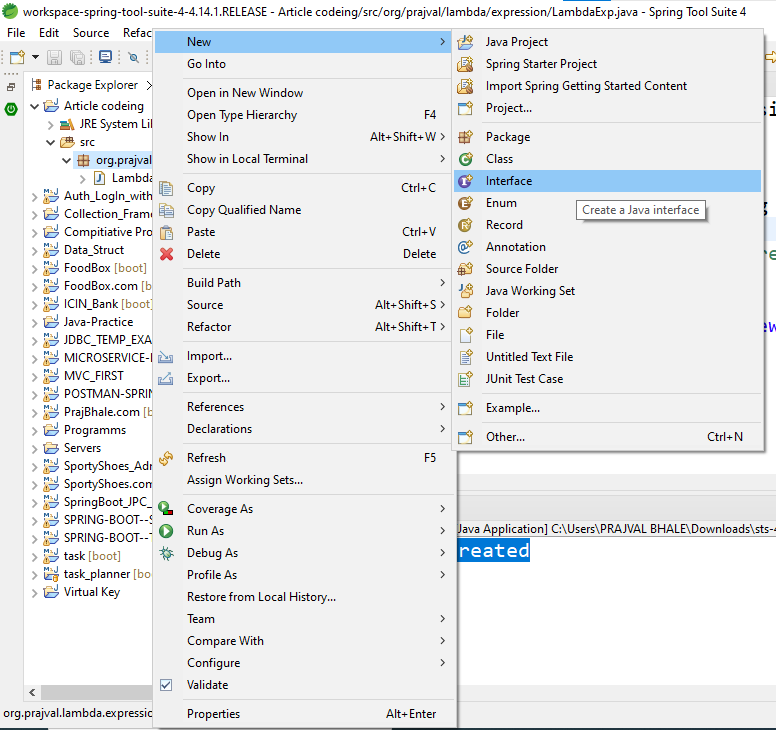 workspace-spring-tool-suite-4-4.14.1.RELEASE - Article codeing/src/org/prajval/lambda/expression/LambdaExp.java - Spring Tool Suite 4
File Edit Source Refac
Package Explorer
Article codeing
JRE System Li
src
org.prajval
Lambda
Auth_LogIn_with
Collection_Frame
Compitiative Pro
Data_Struct
FoodBox [boot]
FoodBox.com [b
ICIN_Bank [boot]
Java-Practice
JDBC_TEMP_EXA
MICROSERVICE-
MVC_FIRST
POSTMAN-SPRIN
PrajBhale.com [b
Programms
Servers
SportyShoes_Adn
SportyShoes.com
SpringBoot_JPC_
SPRING-BOOT--S
SPRING-BOOT--T
task [boot]
task_planner [bo
Virtual Key
org.prajval.lambda.expressio
New
Go Into
Open in New Window
Open Type Hierarchy F4
Show In Alt+Shift+W
Show in Local Terminal
Copy Ctrl+C
Copy Qualified Name
Paste Ctrl+V
Delete Delete
Build Path
Source Alt+Shift+S
Refactor Alt+Shift+T
Import...
Export...
References
Declarations
Refresh F5
Assign Working Sets...
Coverage As
Run As
Debug As
Profile As
Restore from Local History...
Team
Compare With
Configure
Validate
Properties Alt+Enter
Java Project
Spring Starter Project
Import Spring Getting Started Content
Project...
Package
Class
Interface
Enum
Create a Java interface
Record
Annotation
Source Folder
Java Working Set
Folder
File
Untitled Text File
JUnit Test Case
Example...
Other... Ctrl+N
si
g
re
ew
Java Application] C:\Users\PRAJVAL BHALE\Downloads\sts-4
reated